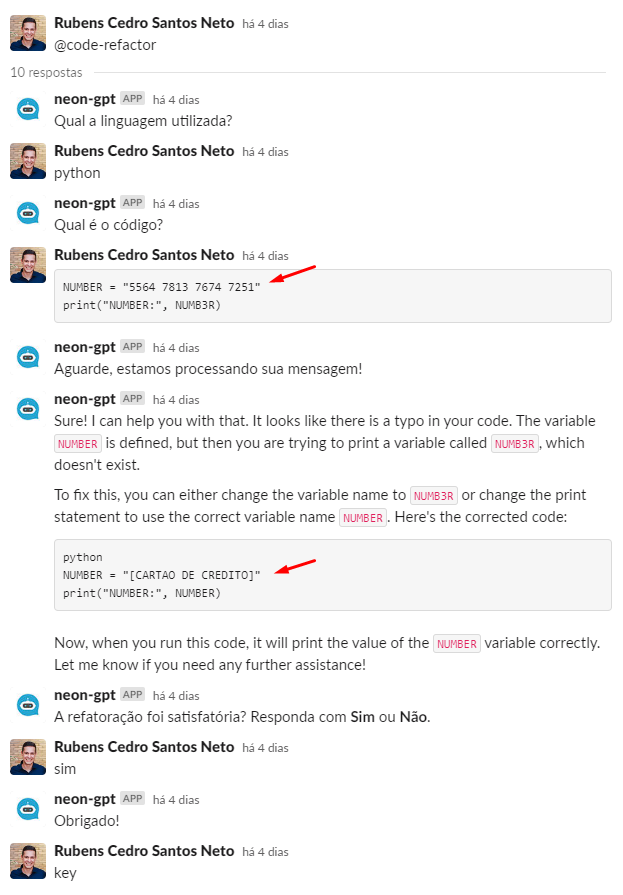 Rubens Cedro Santos Neto há 4 dias
@code-refactor
10 respostas
neon-gpt APP há 4 dias
Qual a linguagem utilizada?
Rubens Cedro Santos Neto há 4 dias
python
neon-gpt APP há 4 dias
Qual é o código?
Rubens Cedro Santos Neto há 4 dias
NUMBER = "5564 7813 7674 7251"
print("NUMBER:", NUMB3R)
neon-gpt APP há 4 dias
Aguarde, estamos processando sua mensagem!
neon-gpt APP há 4 dias
Sure! I can help you with that. It looks like there is a typo in your code. The variable
NUMBER is defined, but then you are trying to print a variable called NUMB3R, which
doesn't exist.
To fix this, you can either change the variable name to NUMB3R or change the print
statement to use the correct variable name NUMBER. Here's the corrected code:
python
NUMBER = "[CARTAO DE CREDITO]"
print("NUMBER:", NUMBER)
Now, when you run this code, it will print the value of the NUMBER variable correctly.
Let me know if you need any further assistance!
neon-gpt APP há 4 dias
A refatoração foi satisfatória? Responda com Sim ou Não.
Rubens Cedro Santos Neto há 4 dias
sim
neon-gpt APP há 4 dias
Obrigado!
Rubens Cedro Santos Neto há 4 dias
key